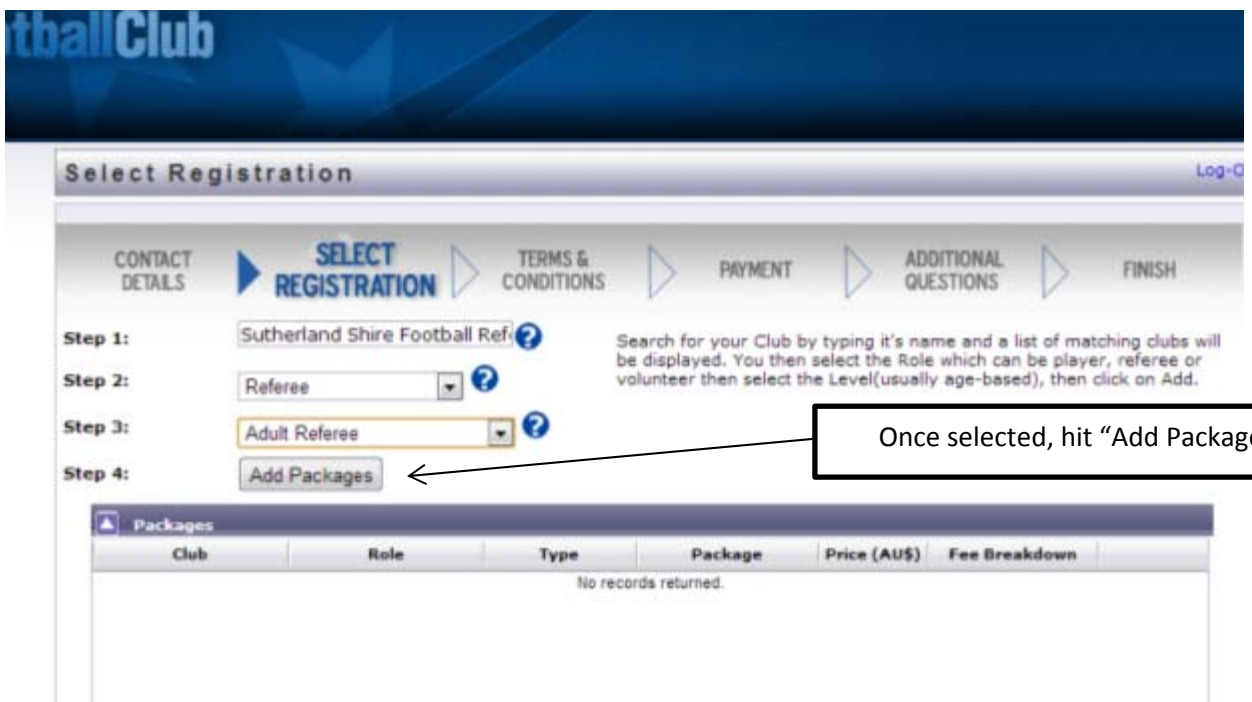 tballClub
Select Registration
Log-O
CONTACT DETAILS
SELECT REGISTRATION
TERMS & CONDITIONS
PAYMENT
ADDITIONAL QUESTIONS
FINISH
Step 1:
Sutherland Shire Football Ref
Search for your Club by typing it's name and a list of matching clubs will
be displayed. You then select the Role which can be player, referee or
volunteer then select the Level(usually age-based), then click on Add.
Step 2:
Referee
Step 3:
Adult Referee
Once selected, hit “Add Package
Step 4:
Add Packages
Packages
Club Role Type Package Price (AU$) Fee Breakdown
No records returned.